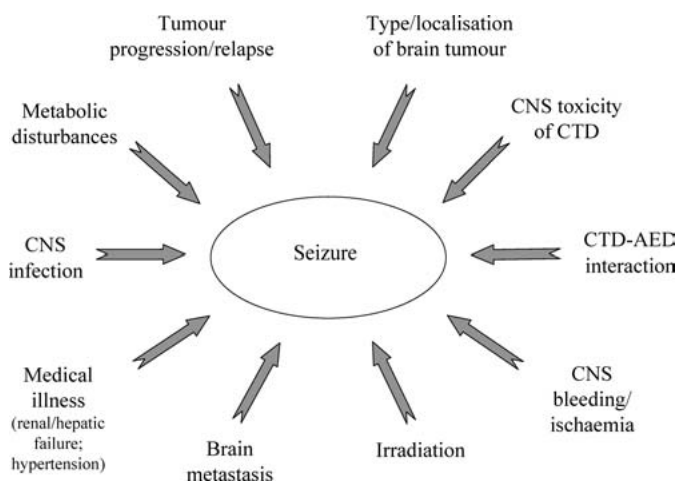 Tumour
progression/relapse
Type/localisation
of brain tumour
Metabolic
disturbances
CNS toxicity
of CTD
CNS
infection
Seizure
CTD-AED
interaction
Medical
illness
(renal/hepatic
failure;
hypertension)
Brain
metastasis
Irradiation
CNS
bleeding/
ischaemia